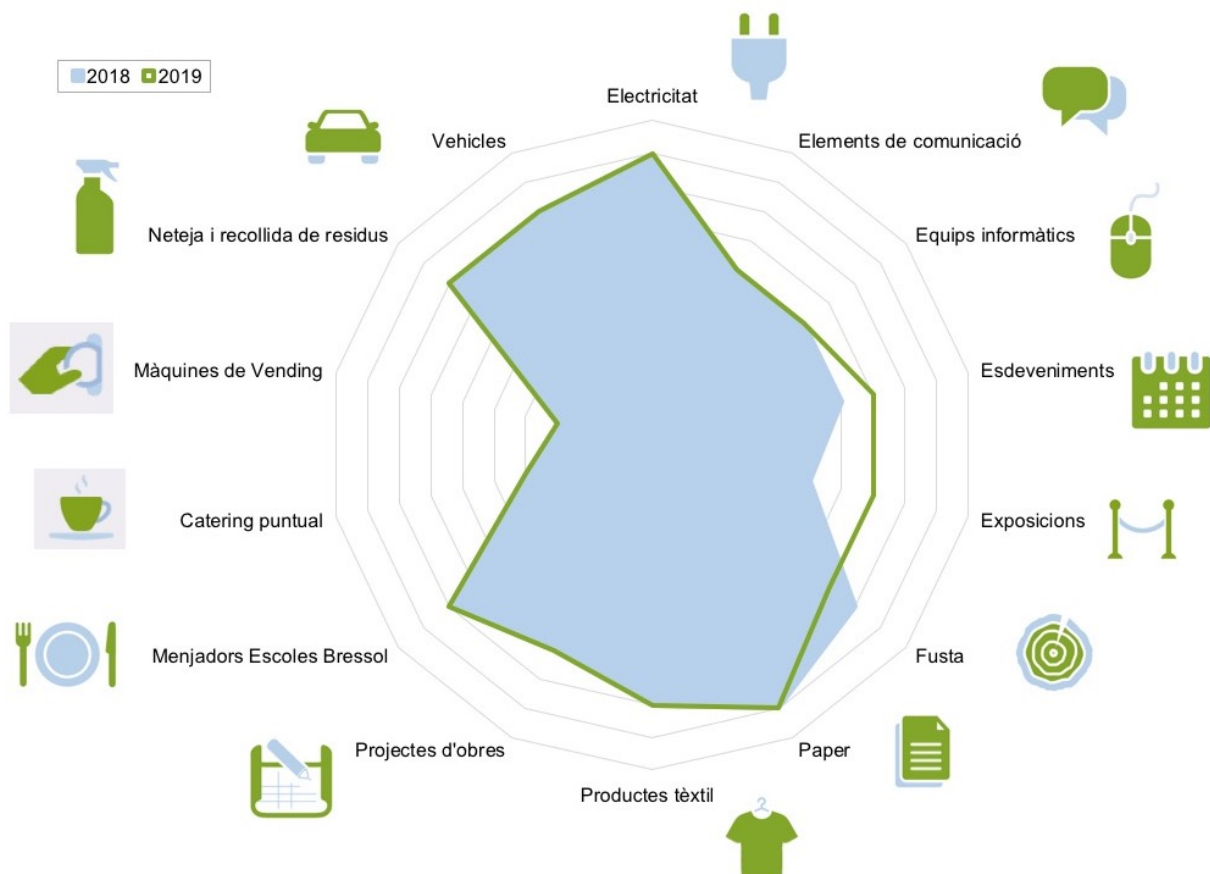 2018 2019
Electricitat
Elements de comunicació
Equips informàtics
Esdeveniments
Exposicions
Fusta
Paper
Productes tèxtil
Projectes d'obres
Menjadors Escoles Bressol
Catering puntual
Màquines de Vending
Neteja i recollida de residus
Vehicles